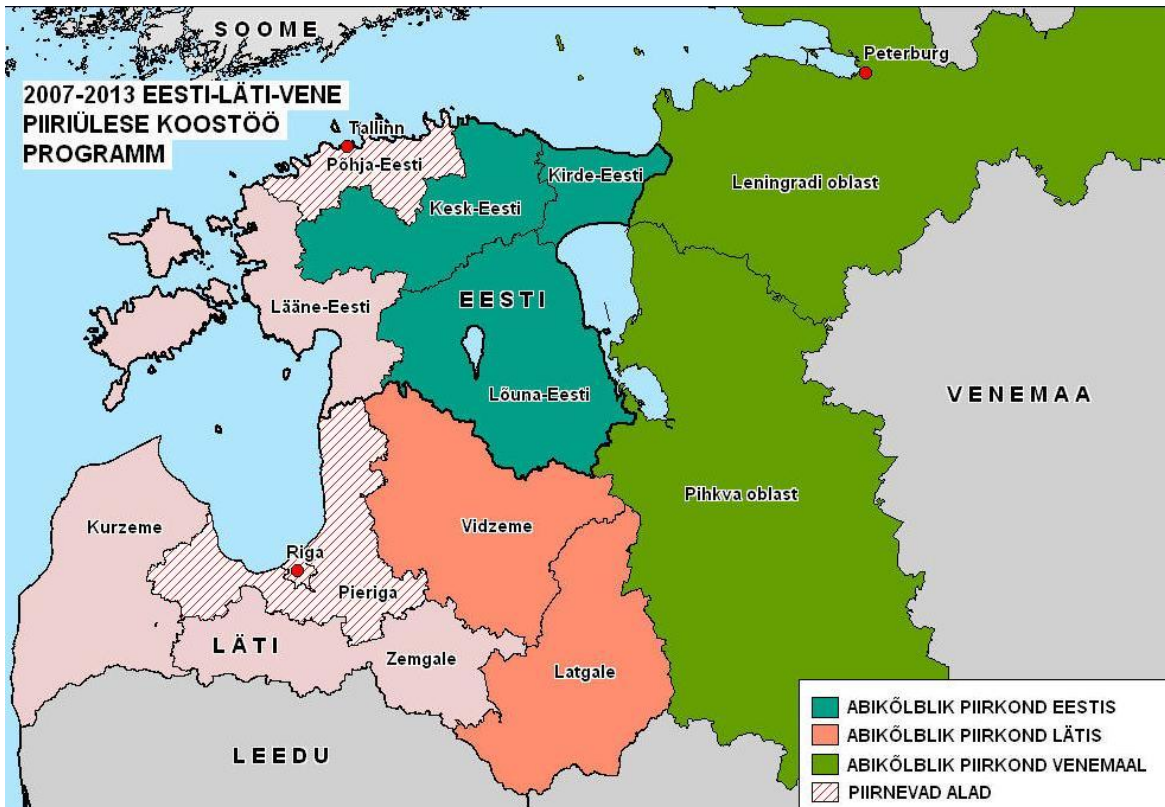 SOOME
2007-2013 EESTI-LÄTI-VENE
PIIRIÜLESE KOOSTÖÖ
PROGRAMM
Peterburg
Tallinn
Põhja-Eesti
Kirde-Eesti
Leningradi oblast
Kesk-Eesti
EESTI
Lääne-Eesti
Lõuna-Eesti
VENEMAA
Pihkva oblast
Kurzeme
Vidzeme
Riga
Pieriga
LÄTI
Zemgale
Latgale
LEEDU
ABIKÕLBLIK PIIRKOND EESTIS
ABIKÕLBLIK PIIRKOND LÄTIS
ABIKÕLBLIK PIIRKOND VENEMAAL
PIIRNEVAD ALAD